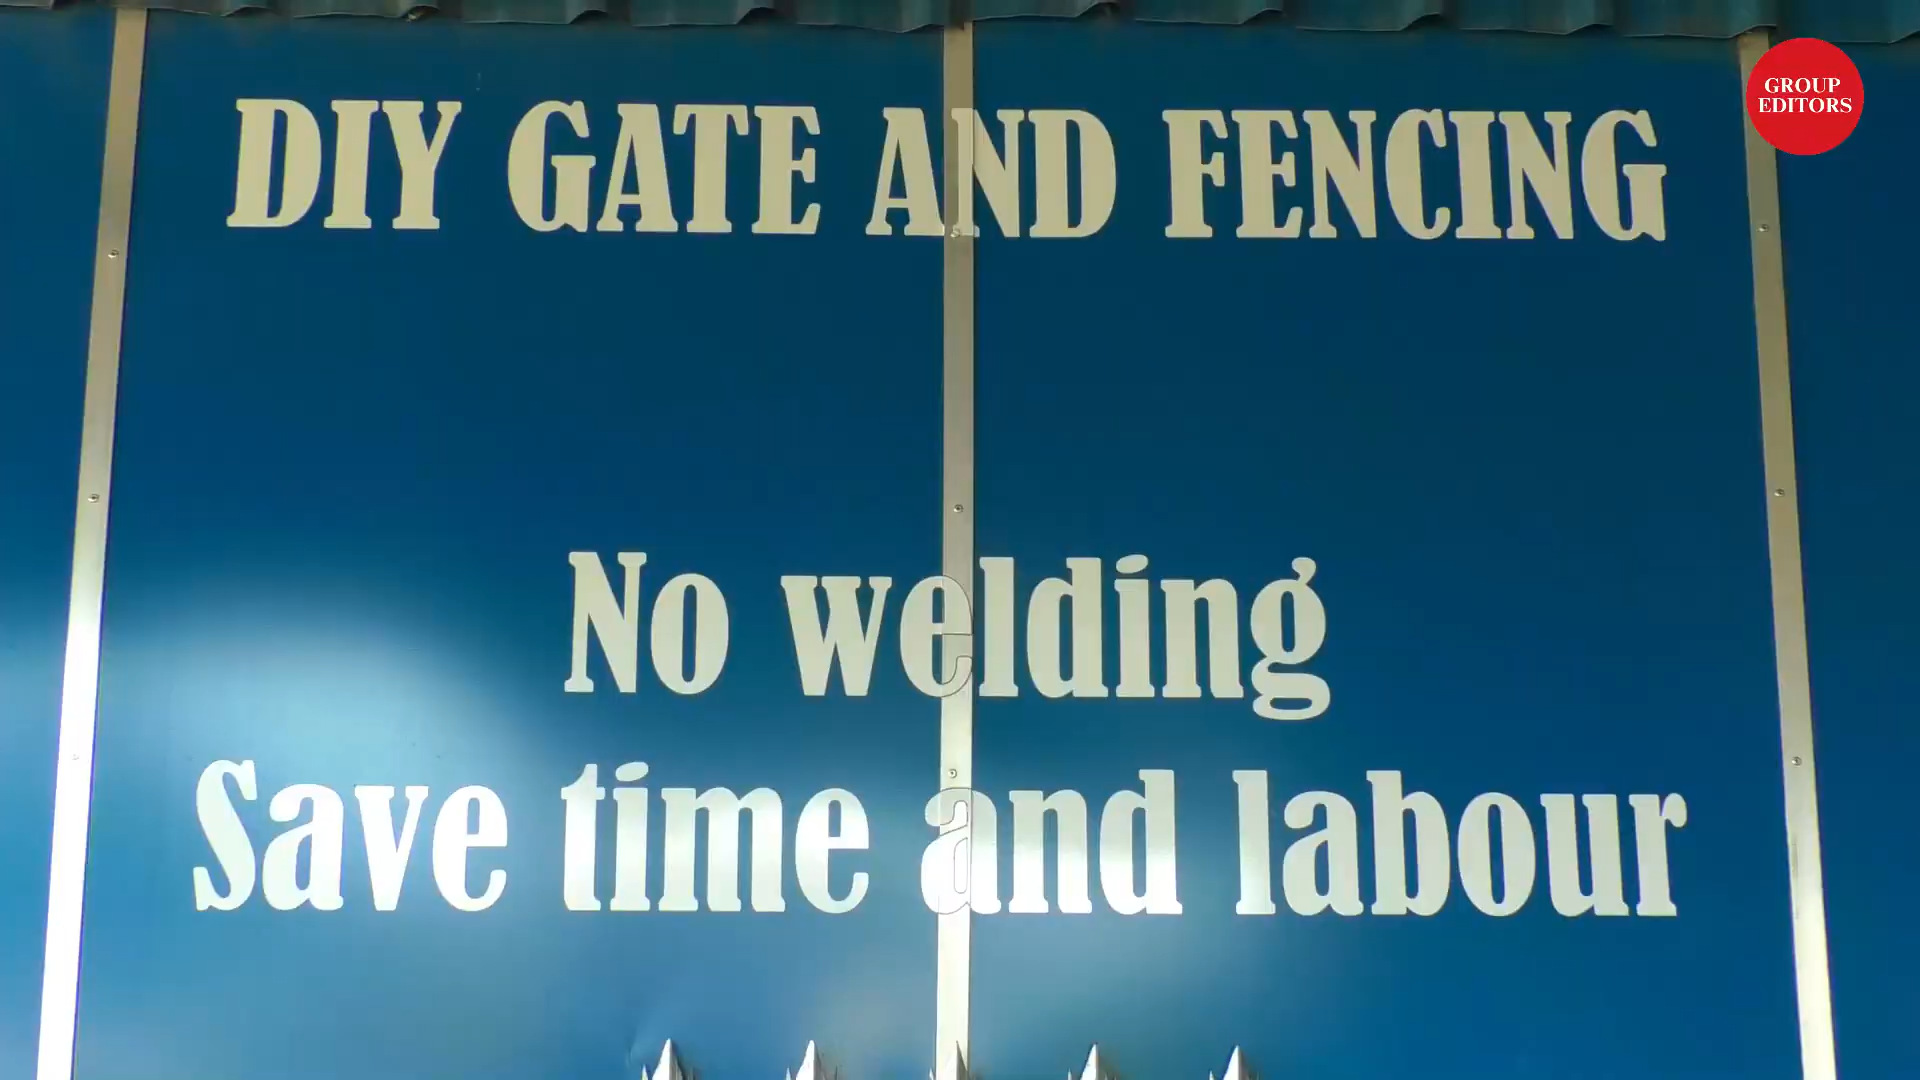 GROUP
EDITORS
DIY GATE AND FENCING
No welding
Save time and labour